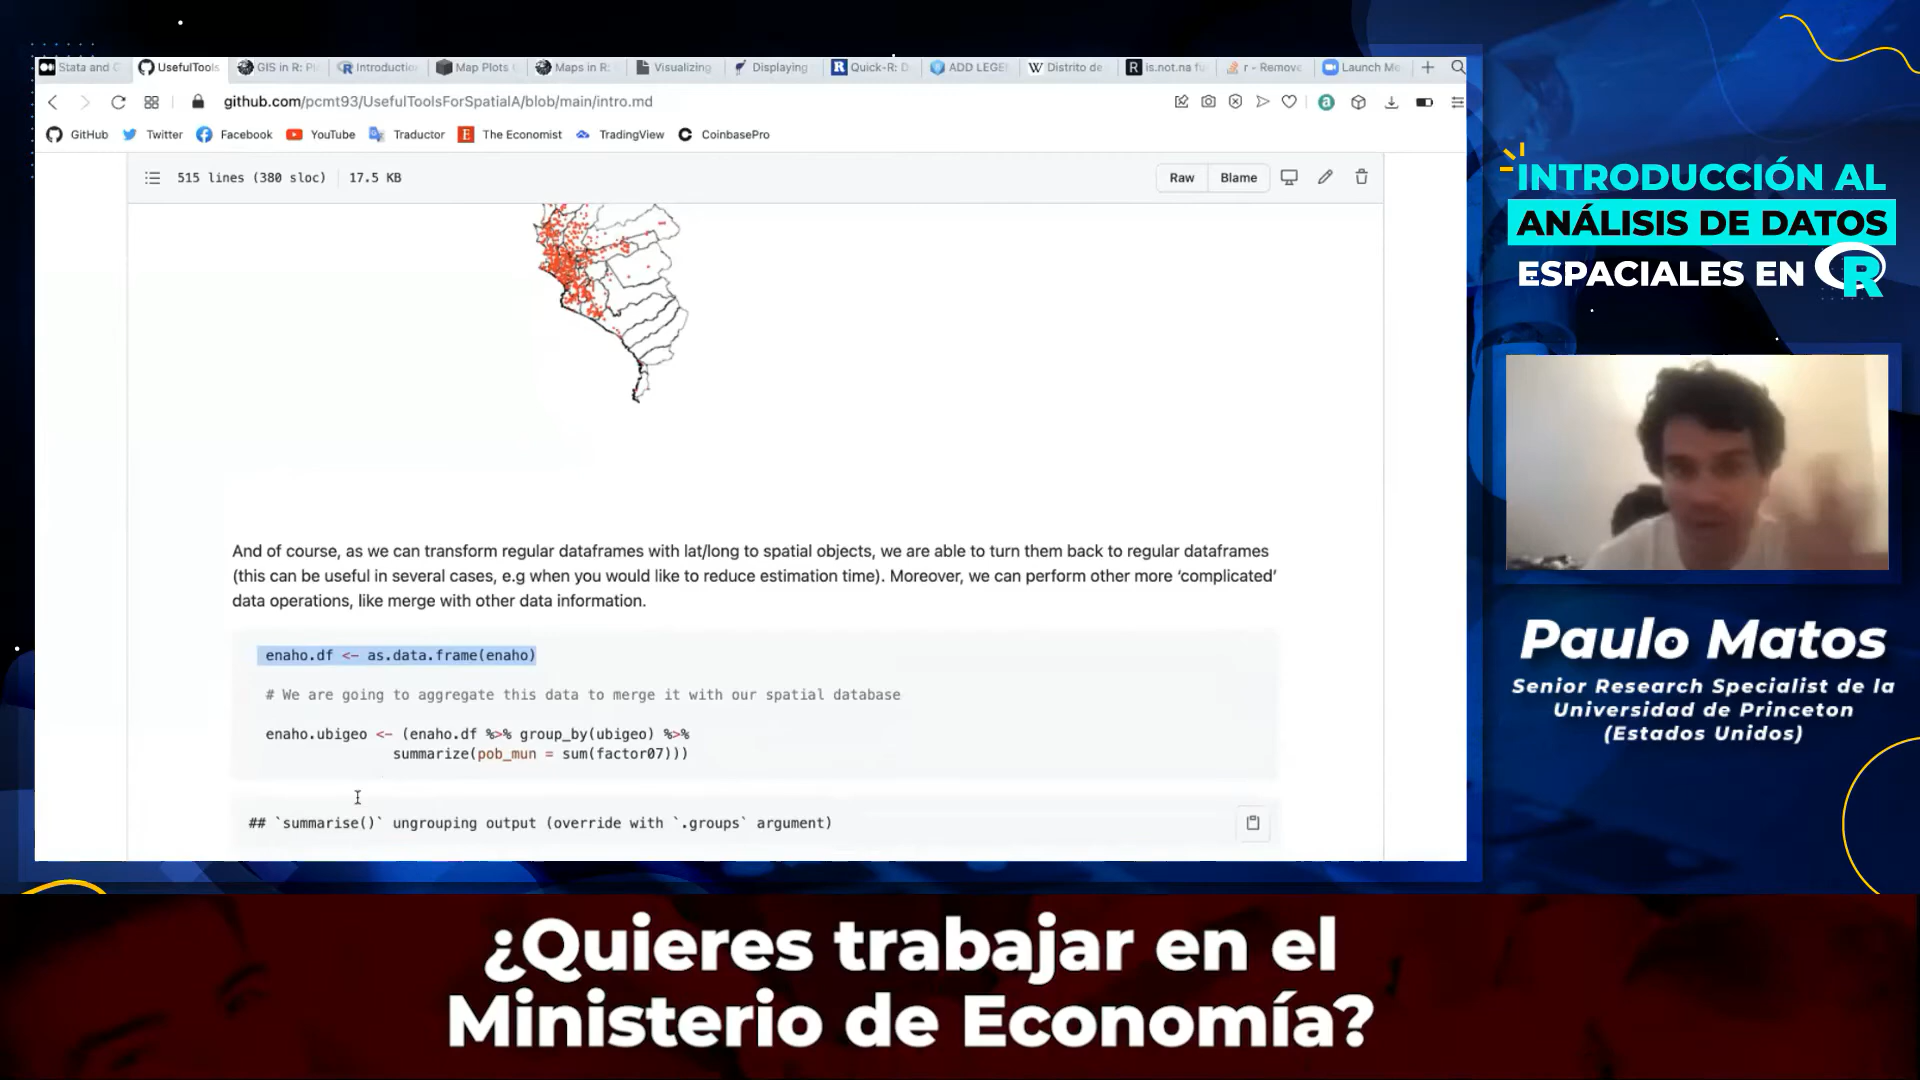 Stata and
UsefulTools
GIS in R:
Introductio
Map Plots
Maps in R:
Visualizing
Displaying
Quick-R:
ADD LEGE
Distrito de
is.not.na fu
r - Remove
Launch Me
github.com/pcmt93/UsefulToolsForSpatialA/blob/main/intro.md
GitHub
Twitter
Facebook
YouTube
Traductor
The Economist
TradingView
CoinbasePro
515 lines (380 sloc)
17.5 KB
Raw
Blame
And of course, as we can transform regular dataframes with lat/long to spatial objects, we are able to turn them back to regular dataframes
(this can be useful in several cases, e.g when you would like to reduce estimation time). Moreover, we can perform other more ‘complicated’
data operations, like merge with other data information.
enaho.df <- as.data.frame(enaho)
# We are going to aggregate this data to merge it with our spatial database
enaho.ubigeo <- (enaho.df %>% group_by(ubigeo) %>%
summarize(pob_mun = sum(factor07)))
## `summarise()` ungrouping output (override with `.groups` argument)
INTRODUCCIÓN AL
ANÁLISIS DE DATOS
ESPACIALES EN R
Paulo Matos
Senior Research Specialist de la
Universidad de Princeton
(Estados Unidos)
¿Quieres trabajar en el
Ministerio de Economía?